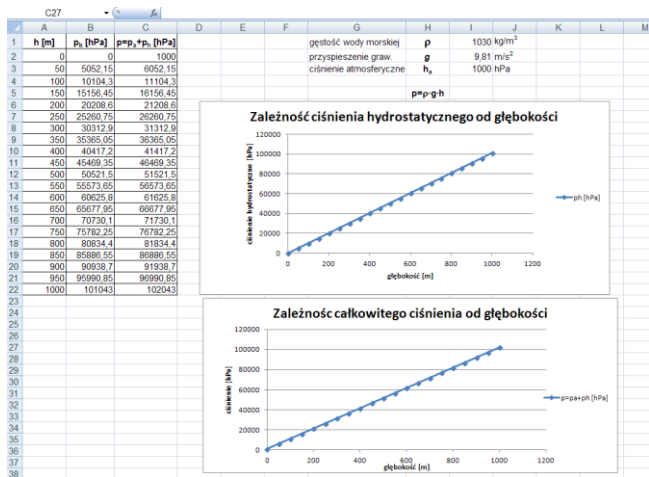 C27 fx
A B C D E F G H I J K L M
1 h [m] ph [hPa] p=pa+ph [hPa] gęstość wody morskiej ρ 1030 kg/m³
2 0 0 1000 przyspieszenie graw. g 9,81 m/s²
3 50 5052,15 6052,15 ciśnienie atmosferyczne ha 1000 hPa
4 100 10104,3 11104,3
5 150 15156,45 16156,45 p=ρ·g·h
6 200 20208,6 21208,6
7 250 25260,75 26260,75
8 300 30312,9 31312,9
9 350 35365,05 36365,05
10 400 40417,2 41417,2
11 450 45469,35 46469,35
12 500 50521,5 51521,5
13 550 55573,65 56573,65
14 600 60625,8 61625,8
15 650 65677,95 66677,95
16 700 70730,1 71730,1
17 750 75782,25 76782,25
18 800 80834,4 81834,4
19 850 85886,55 86886,55
20 900 90938,7 91938,7
21 950 95990,85 96990,85
22 1000 101043 102043
23
24
25
26
27
28
29
30
31
32
33
34
35
36
37
38
Zależność ciśnienia hydrostatycznego od głębokości
ciśnienie hydrostatyczne [hPa]
120000
100000
80000
60000
40000
20000
0
0 200 400 600 800 1000 1200
głębokość [m]
ph [hPa]
Zależnośc całkowitego ciśnienia od głębokości
ciśnienie [hPa]
120000
100000
80000
60000
40000
20000
0
0 200 400 600 800 1000 1200
głębokość [m]
p=pa+ph [hPa]